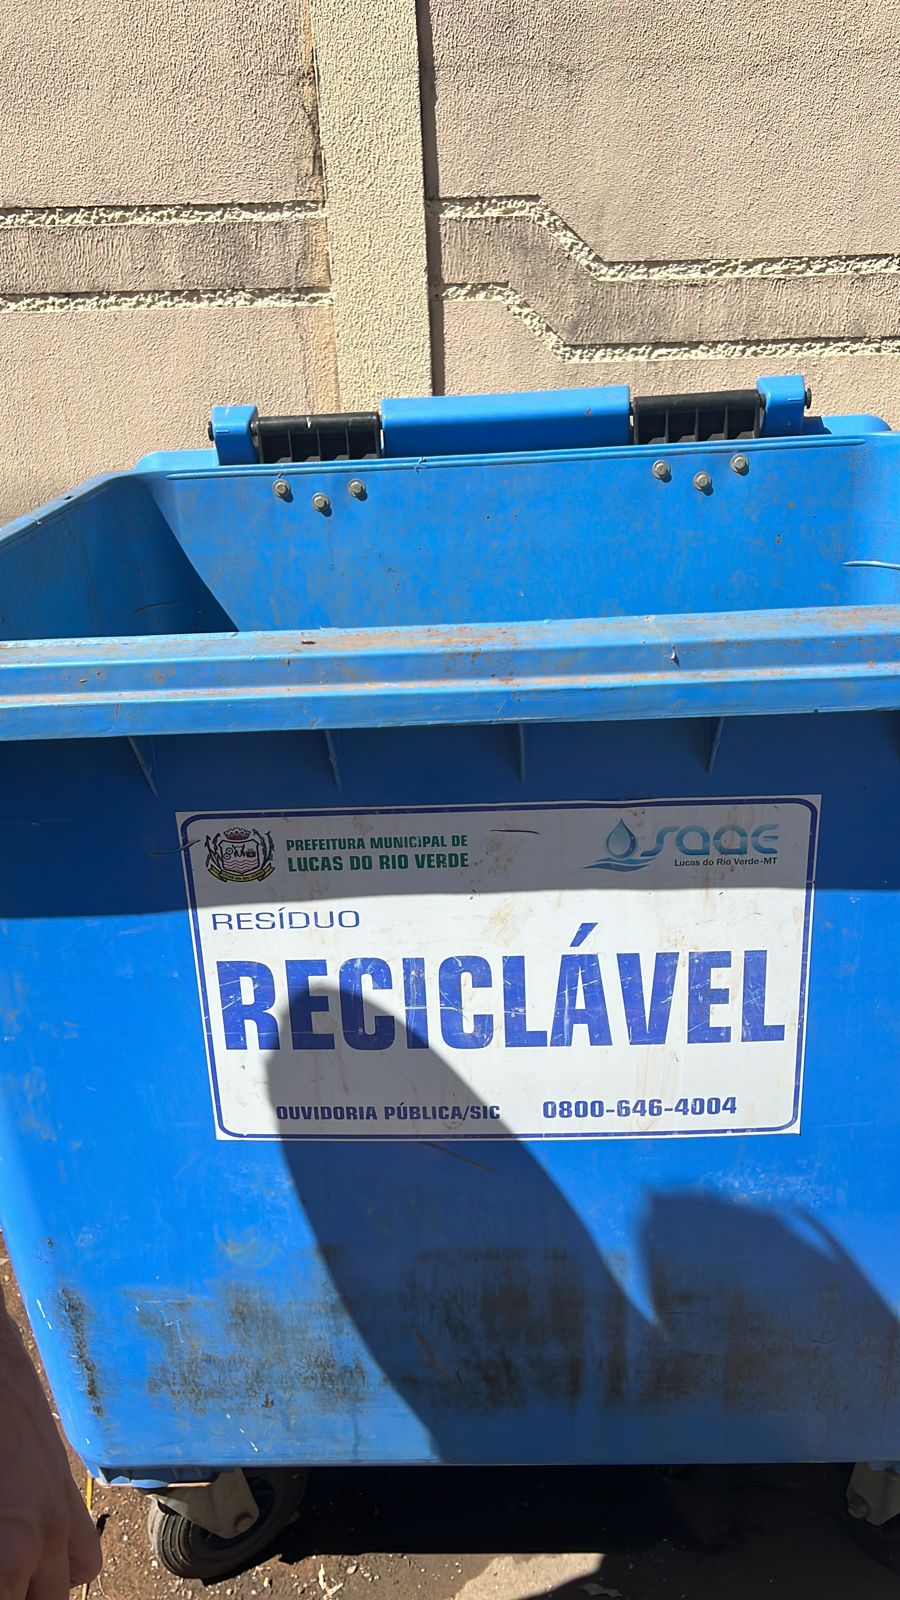 PREFEITURA MUNICIPAL DE
LUCAS DO RIO VERDE
SAAE
Lucas do Rio Verde-MT
RESÍDUO
RECICLÁVEL
OUVIDORIA PÚBLICA/SIC 0800-646-4004